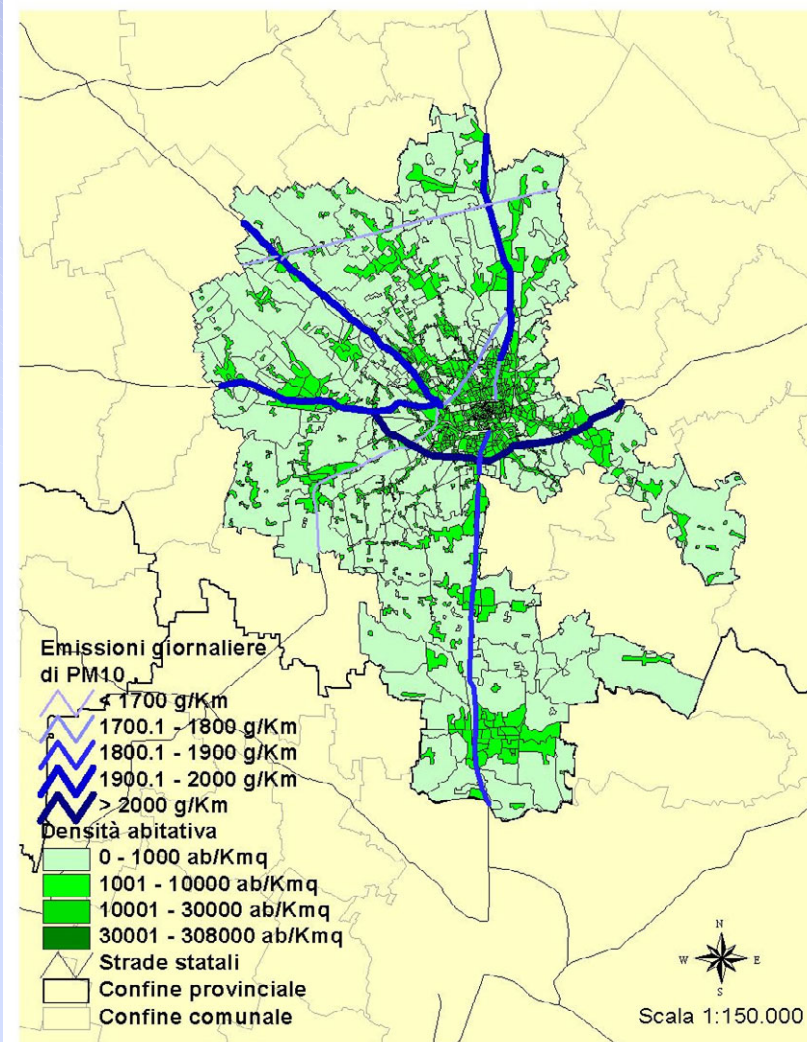 Emissioni giornaliere
di PM10
< 1700 g/Km
1700.1 - 1800 g/Km
1800.1 - 1900 g/Km
1900.1 - 2000 g/Km
> 2000 g/Km
Densità abitativa
0 - 1000 ab/Kmq
1001 - 10000 ab/Kmq
10001 - 30000 ab/Kmq
30001 - 308000 ab/Kmq
Strade statali
Confine provinciale
Confine comunale
N
W E
S
Scala 1:150.000